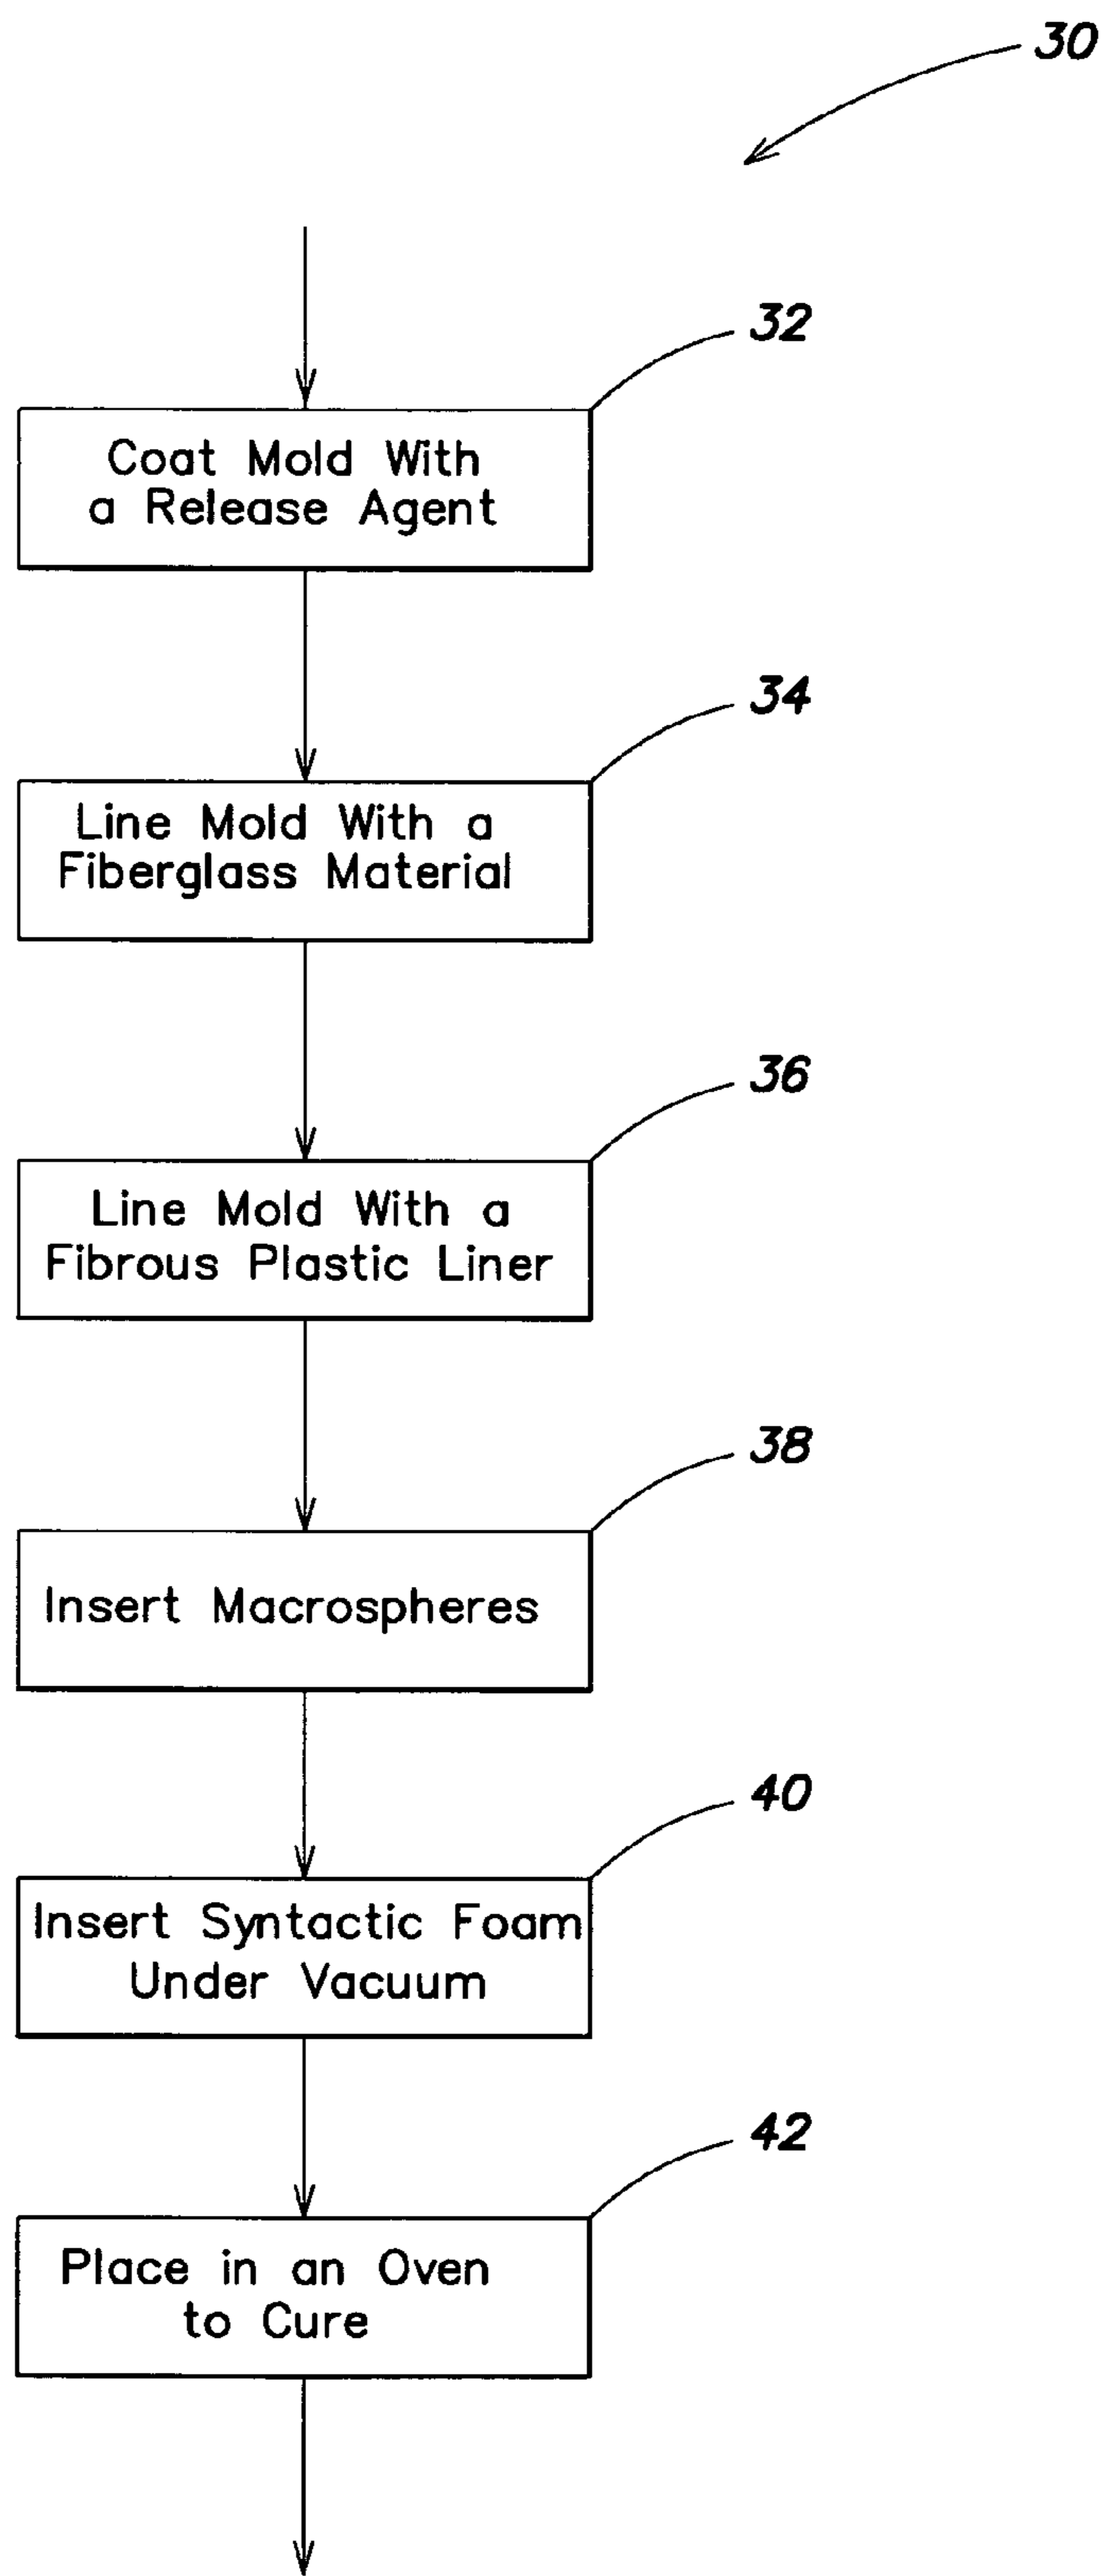 30
32
Coat Mold With
a Release Agent
34
Line Mold With a
Fiberglass Material
36
Line Mold With a
Fibrous Plastic Liner
38
Insert Macrospheres
40
Insert Syntactic Foam
Under Vacuum
42
Place in an Oven
to Cure